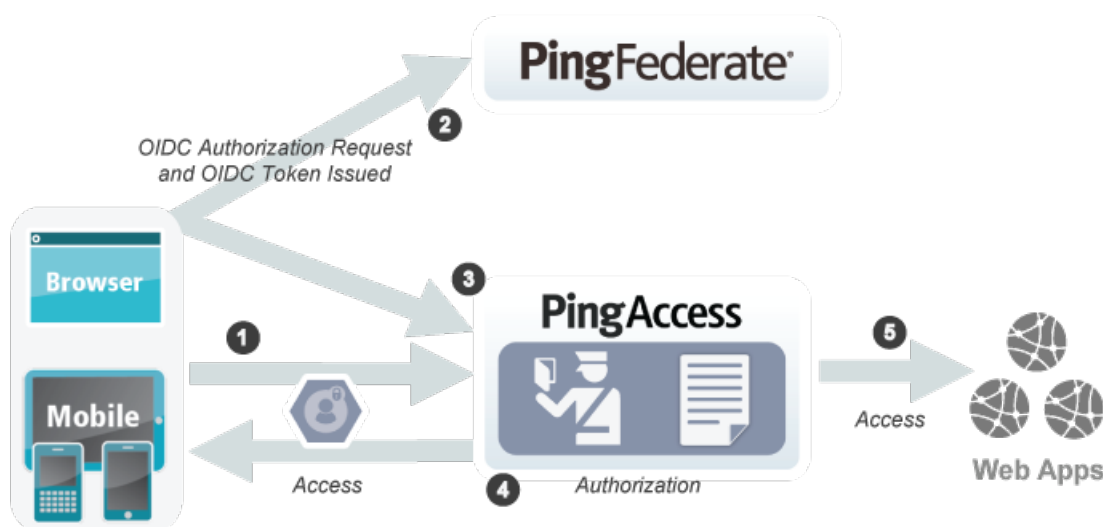 PingFederate®
2
OIDC Authorization Request
and OIDC Token Issued
Browser
3
PingAccess
1
5
Mobile
Access
Access
4
Authorization
Web Apps